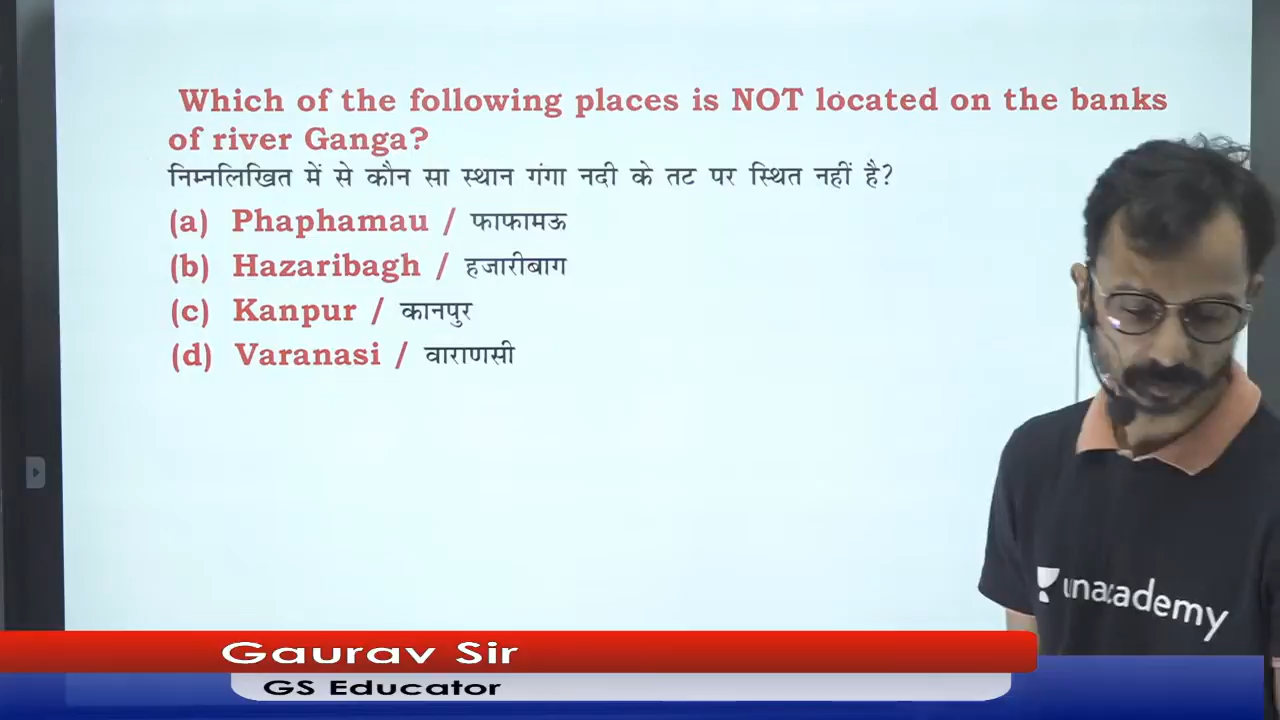 Which of the following places is NOT located on the banks
of river Ganga?
निम्नलिखित में से कौन सा स्थान गंगा नदी के तट पर स्थित नहीं है?
(a) Phaphamau / फाफामऊ
(b) Hazaribagh / हजारीबाग
(c) Kanpur / कानपुर
(d) Varanasi / वाराणसी
unacademy
Gaurav Sir
GS Educator